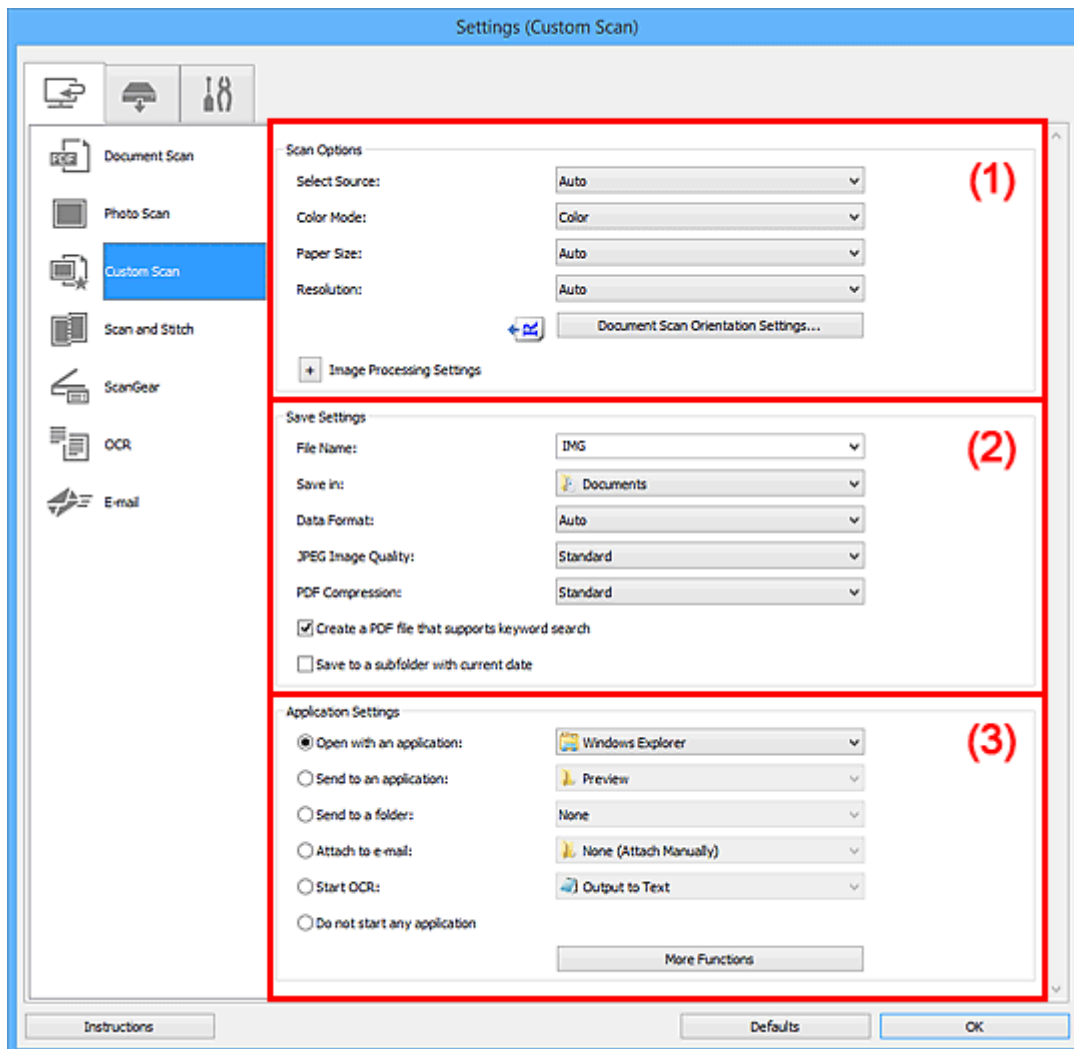 Settings (Custom Scan)
Document Scan
Photo Scan
Custom Scan
Scan and Stitch
ScanGear
OCR
E-mail
Scan Options
(1)
Select Source: Auto
Color Mode: Color
Paper Size: Auto
Resolution: Auto
Document Scan Orientation Settings...
+ Image Processing Settings
Save Settings
(2)
File Name: IMG
Save in: Documents
Data Format: Auto
JPEG Image Quality: Standard
PDF Compression: Standard
Create a PDF file that supports keyword search
Save to a subfolder with current date
Application Settings
(3)
Open with an application: Windows Explorer
Send to an application: Preview
Send to a folder: None
Attach to e-mail: None (Attach Manually)
Start OCR: Output to Text
Do not start any application
More Functions
Instructions Defaults OK